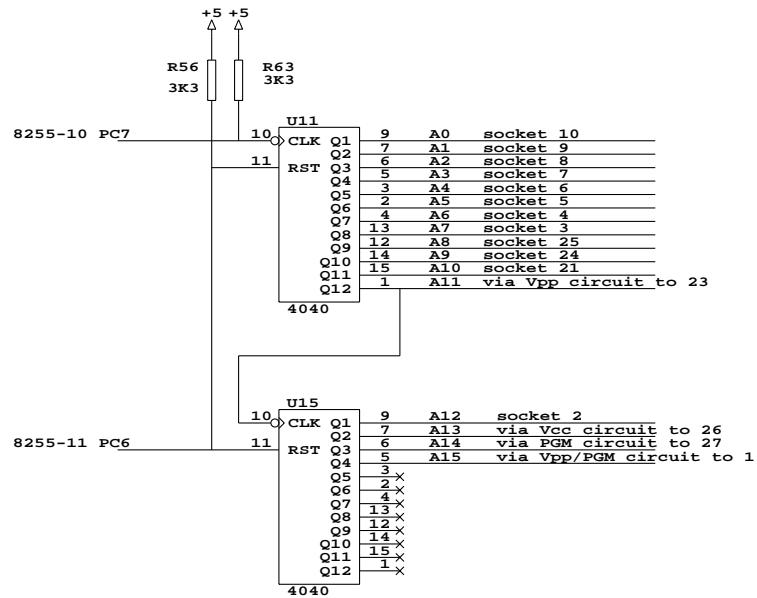 +5 +5
R56 R63
3K3 3K3
U11
8255-10 PC7 10 CLK Q1 9 A0 socket 10
Q2 7 A1 socket 9
11 RST Q3 6 A2 socket 8
Q4 5 A3 socket 7
Q5 3 A4 socket 6
Q6 2 A5 socket 5
Q7 4 A6 socket 4
Q8 13 A7 socket 3
Q9 12 A8 socket 25
Q10 14 A9 socket 24
Q11 15 A10 socket 21
Q12 1 A11 via Vpp circuit to 23
4040
U15
10 CLK Q1 9 A12 socket 2
Q2 7 A13 via Vcc circuit to 26
8255-11 PC6 11 RST Q3 6 A14 via PGM circuit to 27
Q4 5 A15 via Vpp/PGM circuit to 1
Q5 3
Q6 2
Q7 4
Q8 13
Q9 12
Q10 14
Q11 15
Q12 1
4040